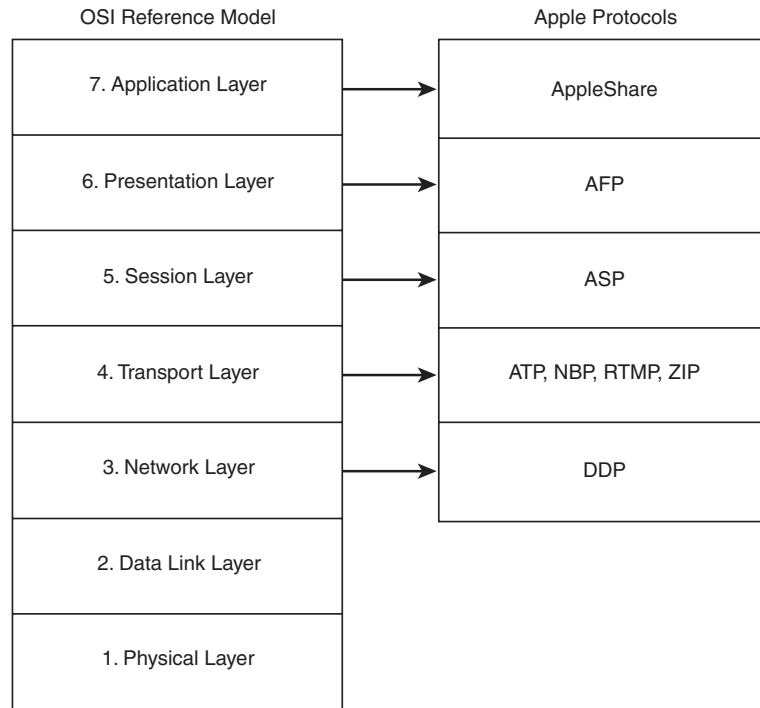 OSI Reference Model
Apple Protocols
7. Application Layer
AppleShare
6. Presentation Layer
AFP
5. Session Layer
ASP
4. Transport Layer
ATP, NBP, RTMP, ZIP
3. Network Layer
DDP
2. Data Link Layer
1. Physical Layer